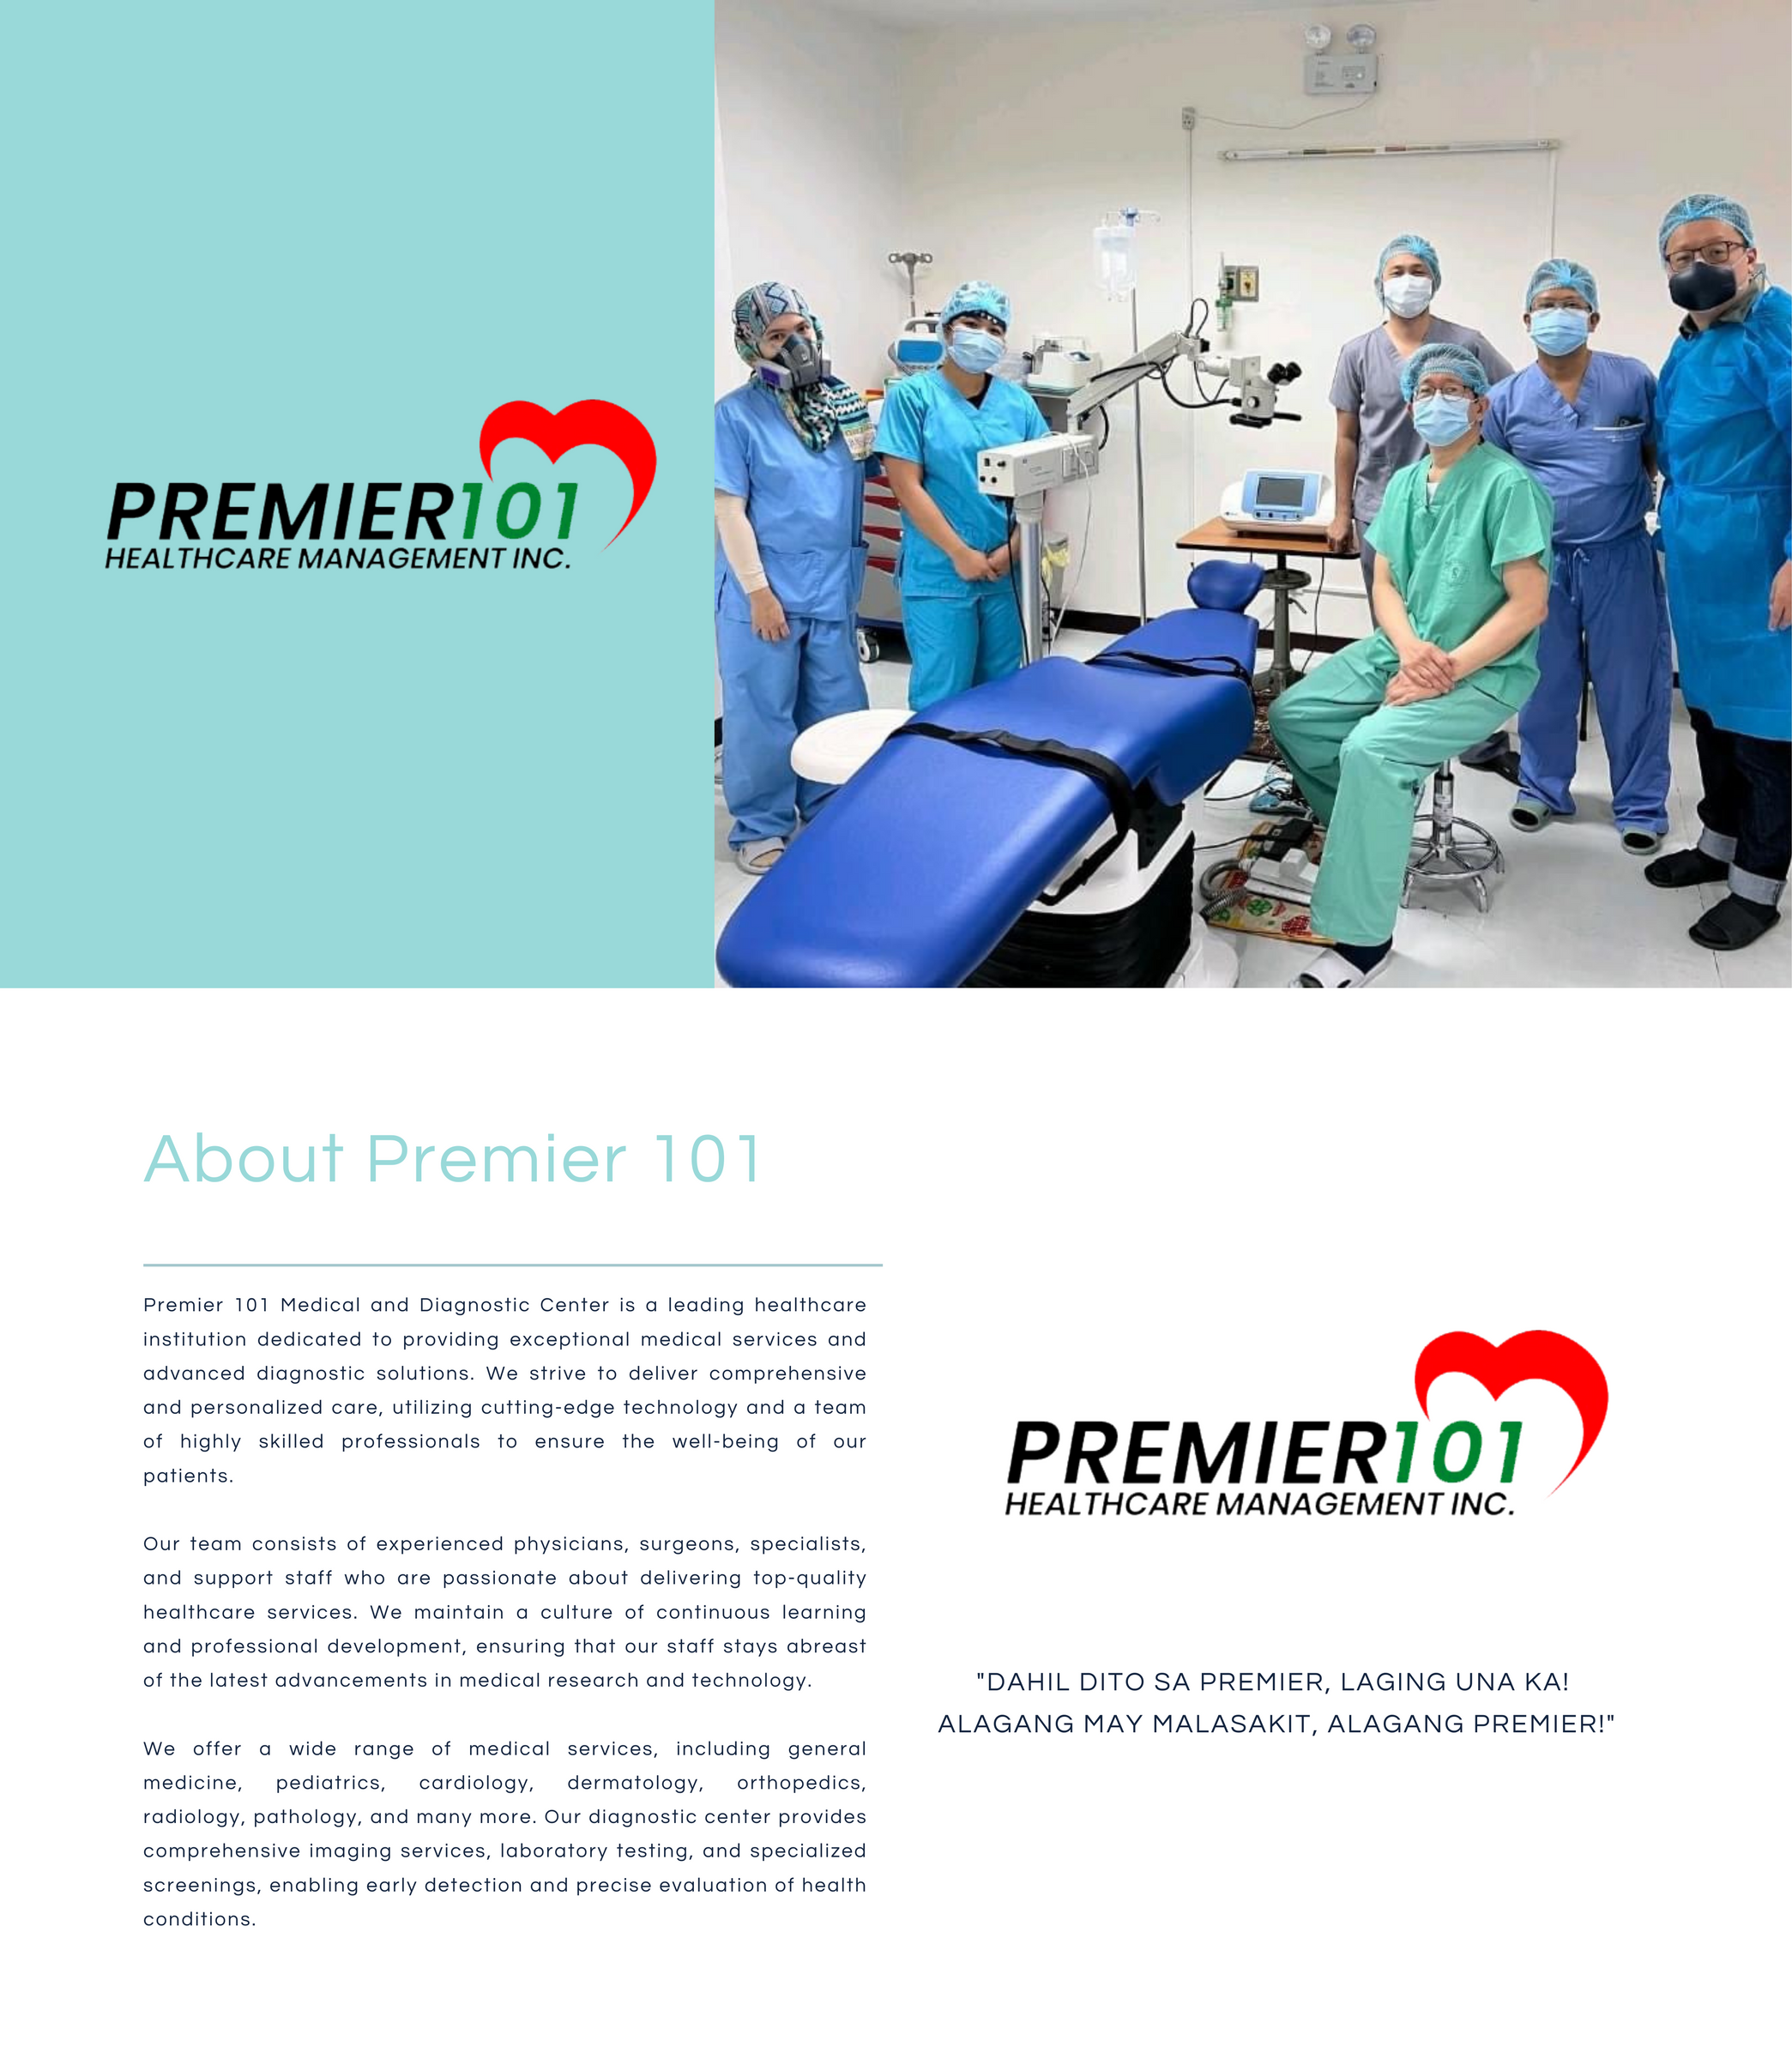 PREMIER101
HEALTHCARE MANAGEMENT INC.
About Premier 101
Premier 101 Medical and Diagnostic Center is a leading healthcare
institution dedicated to providing exceptional medical services and
advanced diagnostic solutions. We strive to deliver comprehensive
and personalized care, utilizing cutting-edge technology and a team
of highly skilled professionals to ensure the well-being of our
patients.
Our team consists of experienced physicians, surgeons, specialists,
and support staff who are passionate about delivering top-quality
healthcare services. We maintain a culture of continuous learning
and professional development, ensuring that our staff stays abreast
of the latest advancements in medical research and technology.
We offer a wide range of medical services, including general
medicine, pediatrics, cardiology, dermatology, orthopedics,
radiology, pathology, and many more. Our diagnostic center provides
comprehensive imaging services, laboratory testing, and specialized
screenings, enabling early detection and precise evaluation of health
conditions.
PREMIER101
HEALTHCARE MANAGEMENT INC.
"DAHIL DITO SA PREMIER, LAGING UNA KA!
ALAGANG MAY MALASAKIT, ALAGANG PREMIER!"